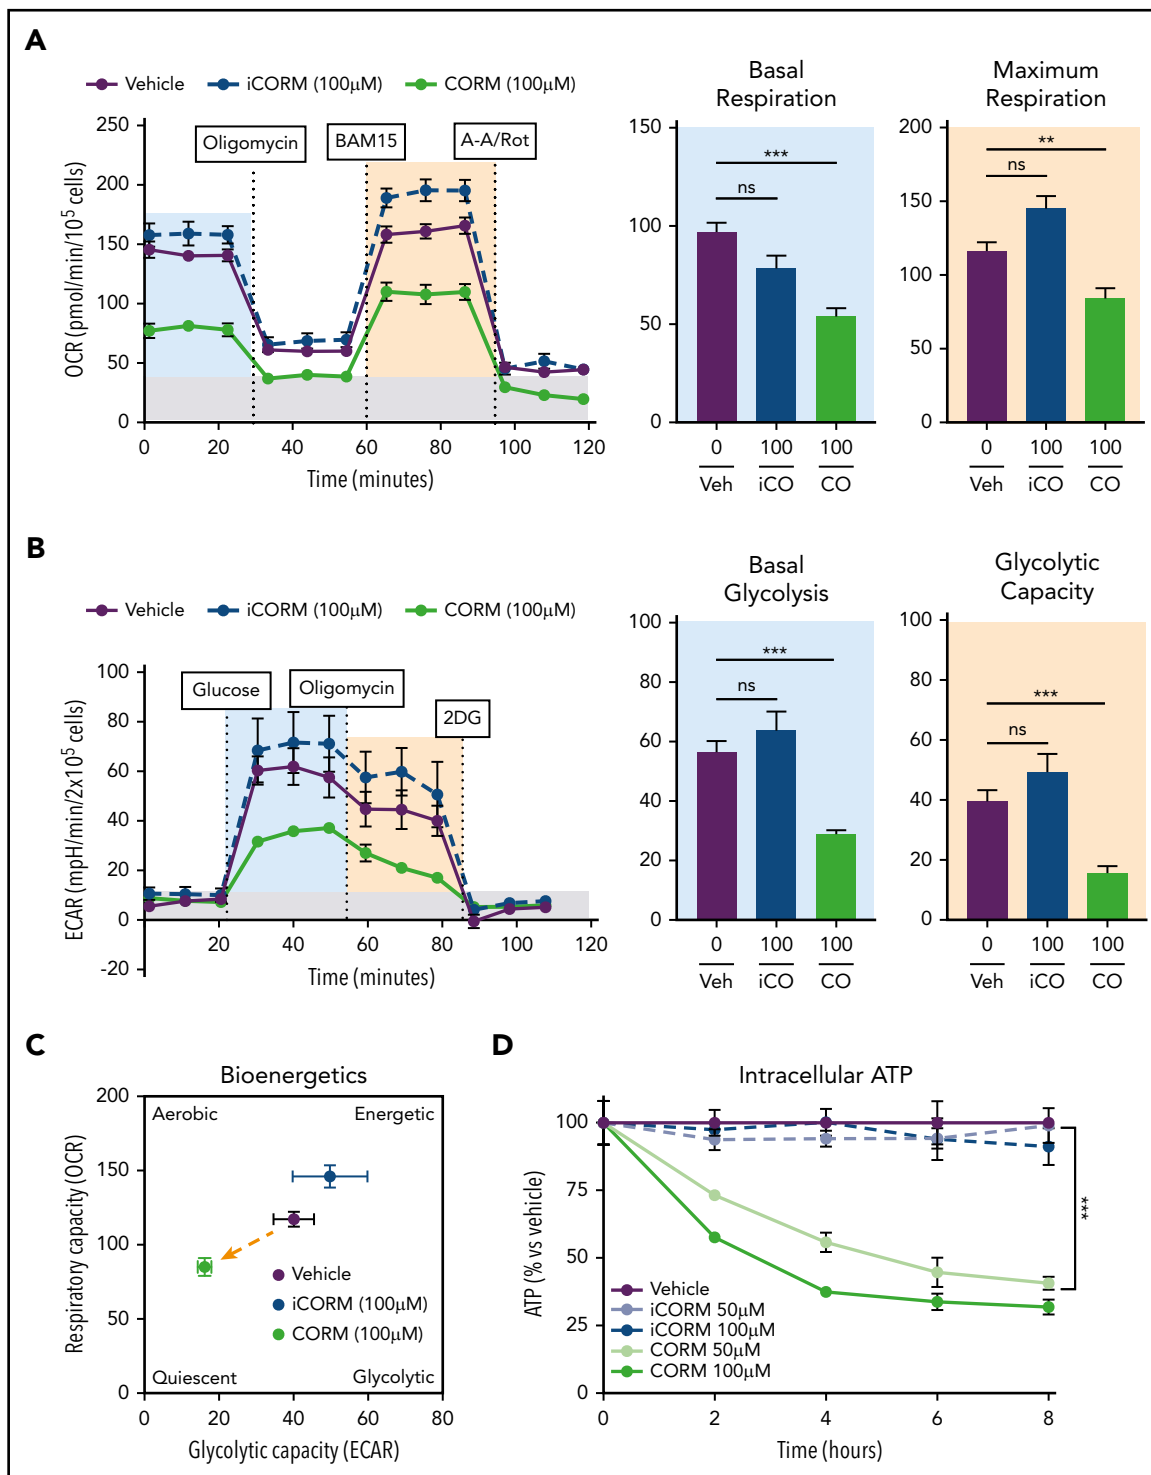 A
Vehicle iCORM (100μM) CORM (100μM)
Oligomycin BAM15 A-A/Rot
OCR (pmol/min/10⁵ cells)
250
200
150
100
50
0
0 20 40 60 80 100 120
Time (minutes)
Basal
Respiration
150
100
50
0
***
ns
0 100 100
Veh iCO CO
Maximum
Respiration
200
150
100
50
0
**
ns
0 100 100
Veh iCO CO
B
Vehicle iCORM (100μM) CORM (100μM)
Glucose Oligomycin 2DG
ECAR (mpH/min/2x10⁵ cells)
100
80
60
40
20
0
-20
0 20 40 60 80 100 120
Time (minutes)
Basal
Glycolysis
100
80
60
40
20
0
***
ns
0 100 100
Veh iCO CO
Glycolytic
Capacity
100
80
60
40
20
0
***
ns
0 100 100
Veh iCO CO
C
Bioenergetics
Respiratory capacity (OCR)
200
150
100
50
0
Aerobic Energetic
Vehicle
iCORM (100μM)
CORM (100μM)
Quiescent Glycolytic
0 20 40 60 80
Glycolytic capacity (ECAR)
D
Intracellular ATP
ATP (% vs vehicle)
100
75
50
25
0
***
Vehicle
iCORM 50μM
iCORM 100μM
CORM 50μM
CORM 100μM
0 2 4 6 8
Time (hours)